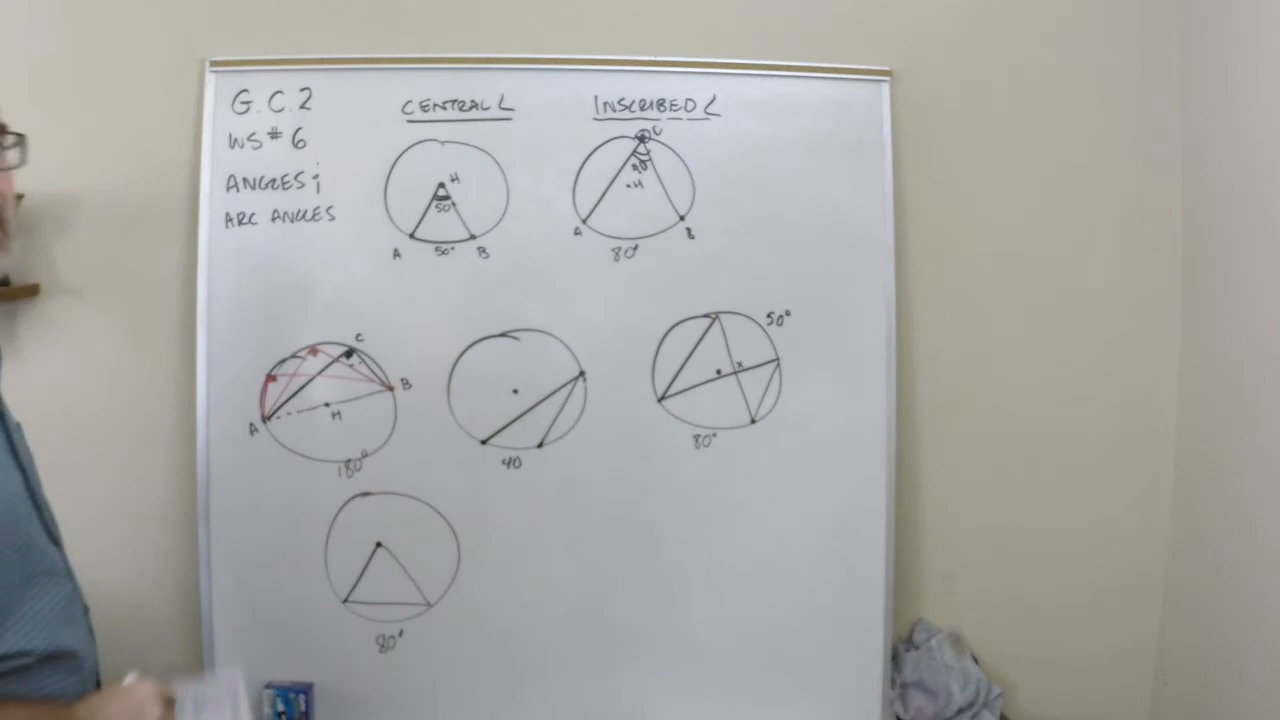 G.C.2
WS # 6
ANGLES ;
ARC ANGLES
CENTRAL ∠
H
50°
A
50°
B
INSCRIBED ∠
C
H
A
B
80°
C
B
H
A
180°
40
50°
x
80°
80°